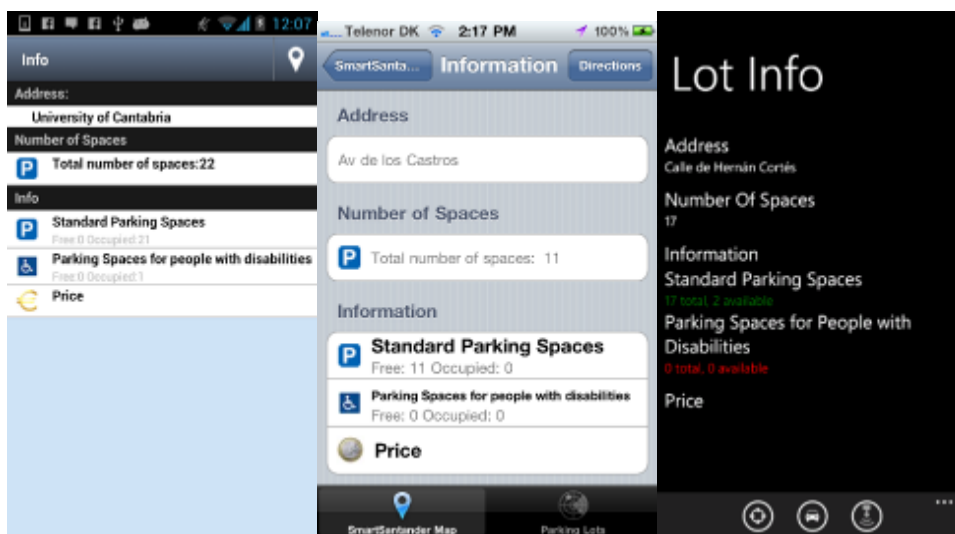 12:07
Info
Address:
University of Cantabria
Number of Spaces
P Total number of spaces:22
Info
P Standard Parking Spaces
Free:0 Occupied:21
Parking Spaces for people with disabilities
Free:0 Occupied:1
Price
.... Telenor DK 2:17 PM 100%
SmartSanta... Information Directions
Address
Av de los Castros
Number of Spaces
P Total number of spaces: 11
Information
P Standard Parking Spaces
Free: 11 Occupied: 0
Parking Spaces for people with disabilities
Free: 0 Occupied: 0
Price
SmartSantander Map Parking Lots
Lot Info
Address
Calle de Hernán Cortés
Number Of Spaces
17
Information
Standard Parking Spaces
17 total, 2 available
Parking Spaces for People with
Disabilities
0 total, 0 available
Price
...